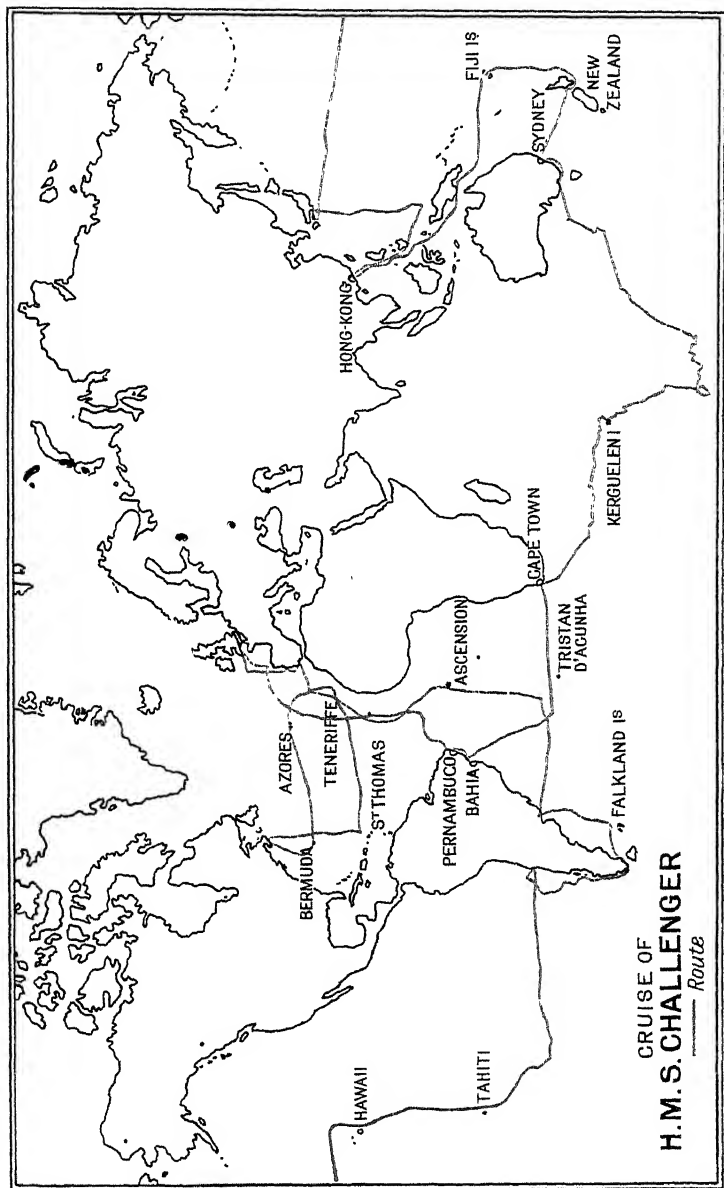 CRUISE OF
H.M.S. CHALLENGER
Route
HAWAII
TAHITI
BERMUDA
ST THOMAS
AZORES
TENERIFFE
PERNAMBUCO
BAHIA
FALKLAND IS
ASCENSION
TRISTAN
D'ACUNHA
CAPE TOWN
KERGUELEN I
HONG-KONG
SYDNEY
FIJI IS
NEW
ZEALAND